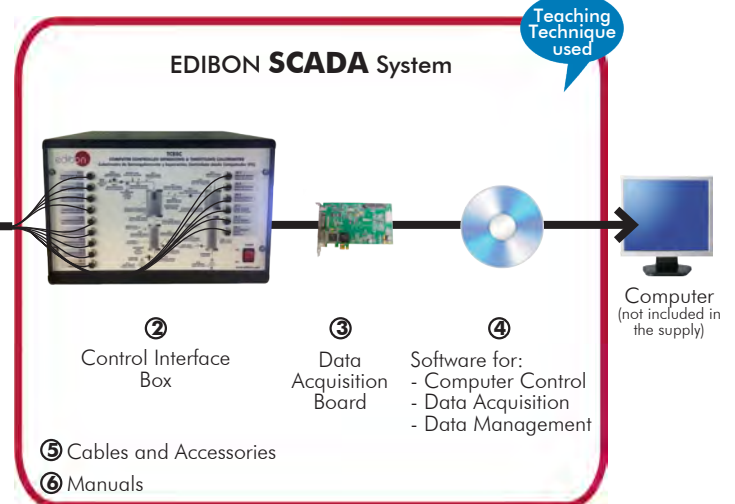 Teaching
Technique
used
EDIBON SCADA System
edibon
TCESC
② ③ ④
Control Interface
Box
Data
Acquisition
Board
Software for:
- Computer Control
- Data Acquisition
- Data Management
Computer
(not included in
the supply)
⑤ Cables and Accessories
⑥ Manuals